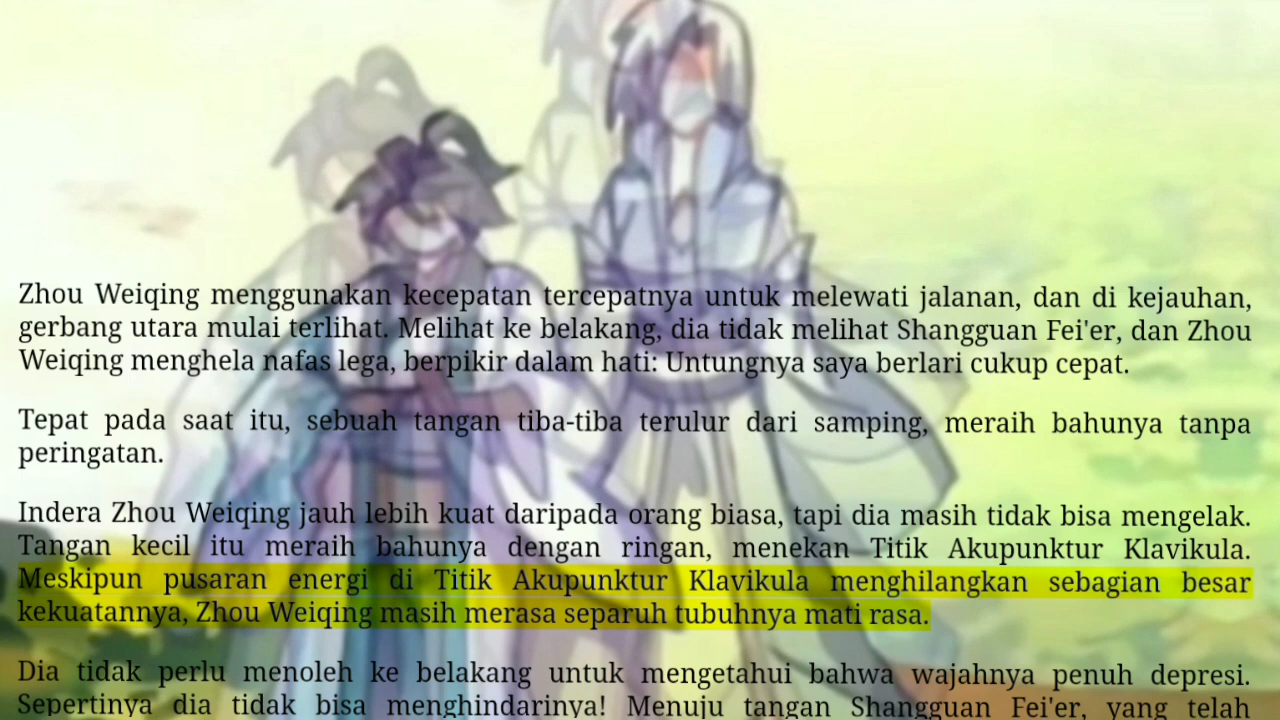 Zhou Weiqing menggunakan kecepatan tercepatnya untuk melewati jalanan, dan di kejauhan,
gerbang utara mulai terlihat. Melihat ke belakang, dia tidak melihat Shangguan Fei'er, dan Zhou
Weiqing menghela nafas lega, berpikir dalam hati: Untungnya saya berlari cukup cepat.
Tepat pada saat itu, sebuah tangan tiba-tiba terulur dari samping, meraih bahunya tanpa
peringatan.
Indera Zhou Weiqing jauh lebih kuat daripada orang biasa, tapi dia masih tidak bisa mengelak.
Tangan kecil itu meraih bahunya dengan ringan, menekan Titik Akupunktur Klavikula.
Meskipun pusaran energi di Titik Akupunktur Klavikula menghilangkan sebagian besar
kekuatannya, Zhou Weiqing masih merasa separuh tubuhnya mati rasa.
Dia tidak perlu menoleh ke belakang untuk mengetahui bahwa wajahnya penuh depresi.
Sepertinya dia tidak bisa menghindarinya! Menuju tangan Shangguan Fei'er, yang telah